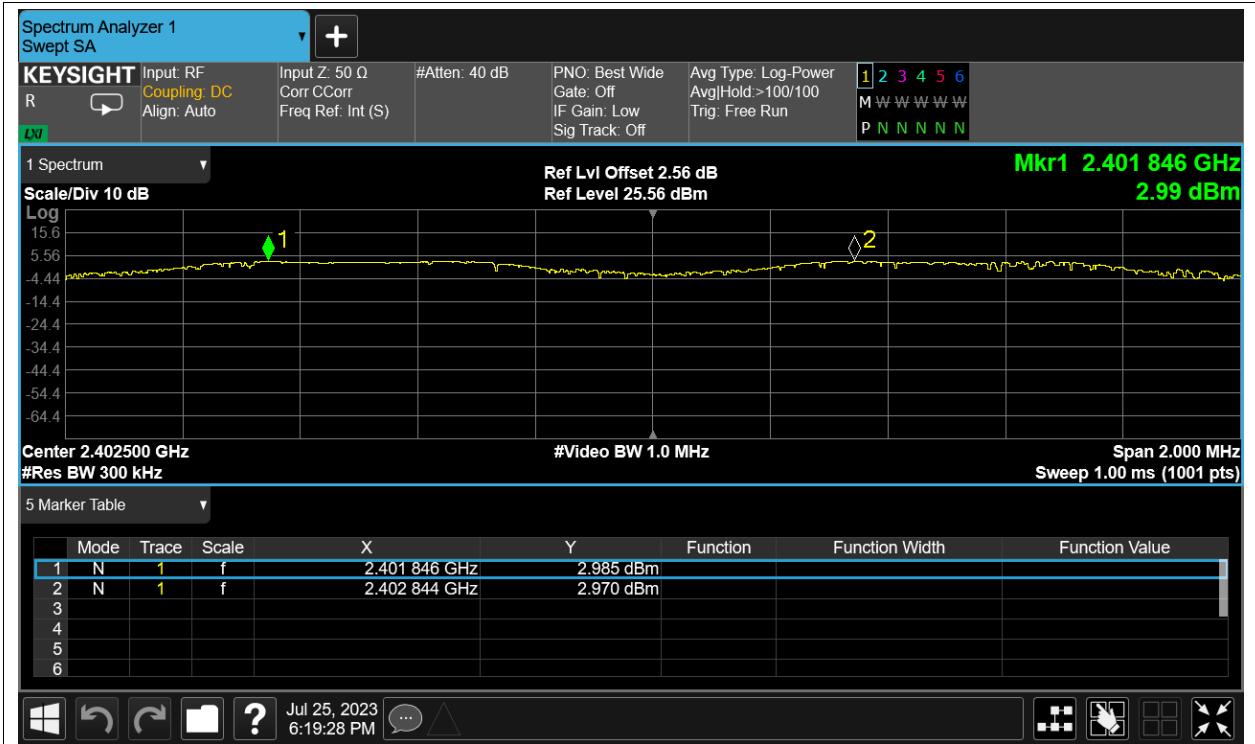 Spectrum Analyzer 1
Swept SA
KEYSIGHT
R
LXI
Input: RF
Coupling: DC
Align: Auto
Input Z: 50 Ω
Corr CCorr
Freq Ref: Int (S)
#Atten: 40 dB
PNO: Best Wide
Gate: Off
IF Gain: Low
Sig Track: Off
Avg Type: Log-Power
Avg|Hold:>100/100
Trig: Free Run
1 2 3 4 5 6
M W W W W W
P N N N N N
1 Spectrum
Scale/Div 10 dB
Ref Lvl Offset 2.56 dB
Ref Level 25.56 dBm
Mkr1 2.401 846 GHz
2.99 dBm
Log
15.6
5.56
-4.44
-14.4
-24.4
-34.4
-44.4
-54.4
-64.4
1
2
Center 2.402500 GHz
#Res BW 300 kHz
#Video BW 1.0 MHz
Span 2.000 MHz
Sweep 1.00 ms (1001 pts)
5 Marker Table
Mode Trace Scale X Y Function Function Width Function Value
1 N 1 f 2.401 846 GHz 2.985 dBm
2 N 1 f 2.402 844 GHz 2.970 dBm
3
4
5
6
?
Jul 25, 2023
6:19:28 PM